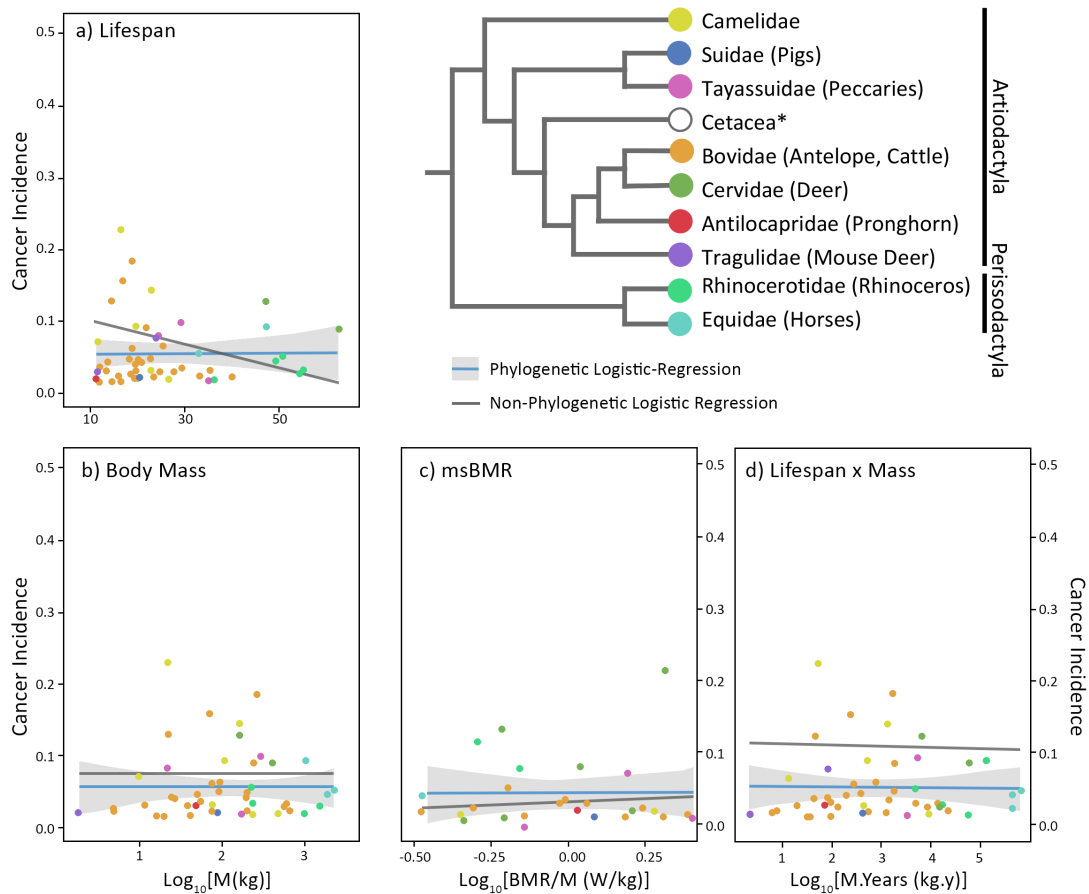 a) Lifespan
Cancer Incidence
0.5
0.4
0.3
0.2
0.1
0.0
10
30
50
Camelidae
Suidae (Pigs)
Tayassuidae (Peccaries)
Cetacea*
Bovidae (Antelope, Cattle)
Cervidae (Deer)
Antilocapridae (Pronghorn)
Tragulidae (Mouse Deer)
Rhinocerotidae (Rhinoceros)
Equidae (Horses)
Artiodactyla
Perissodactyla
Phylogenetic Logistic-Regression
Non-Phylogenetic Logistic Regression
b) Body Mass
Cancer Incidence
0.5
0.4
0.3
0.2
0.1
0.0
1
2
3
Log10[M(kg)]
c) msBMR
0.5
0.4
0.3
0.2
0.1
0.0
-0.50
-0.25
0.00
0.25
Log10[BMR/M (W/kg)]
d) Lifespan x Mass
0.5
0.4
0.3
0.2
0.1
0.0
Cancer Incidence
1
2
3
4
5
Log10[M.Years (kg.y)]